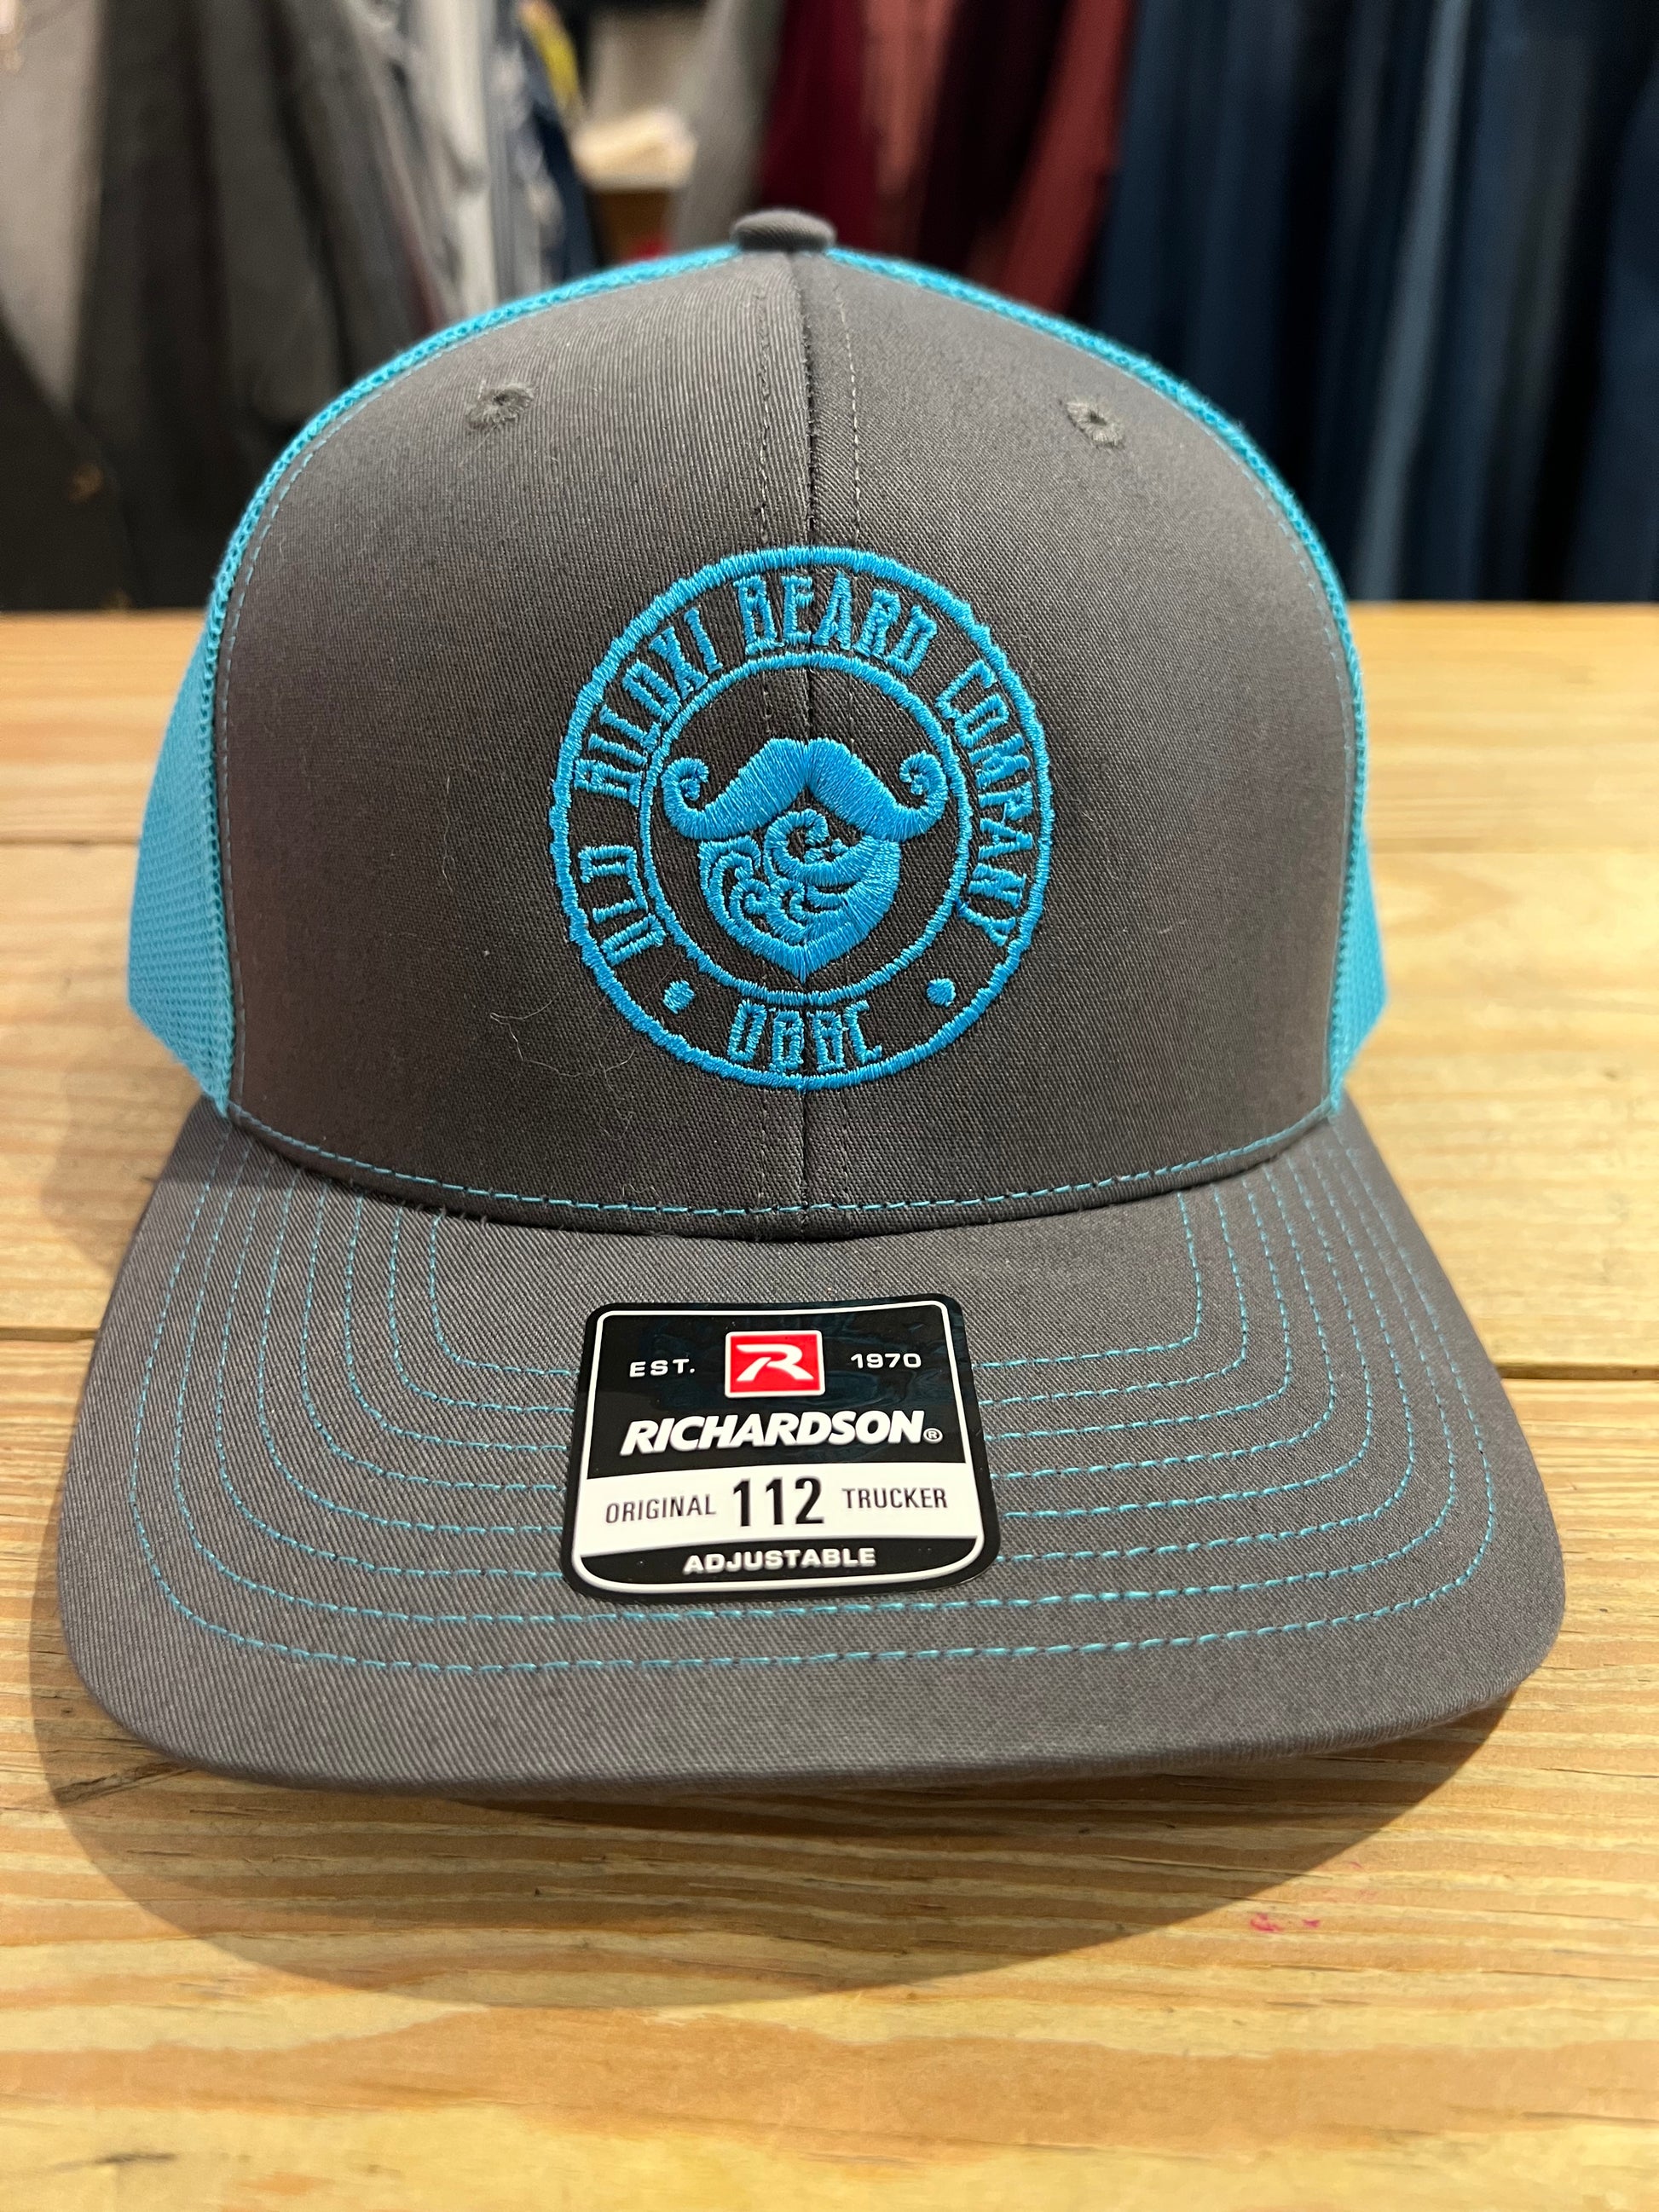 OLD BILOXI BEARD COMPANY
OBBC
EST. R 1970
RICHARDSON®
ORIGINAL 112 TRUCKER
ADJUSTABLE